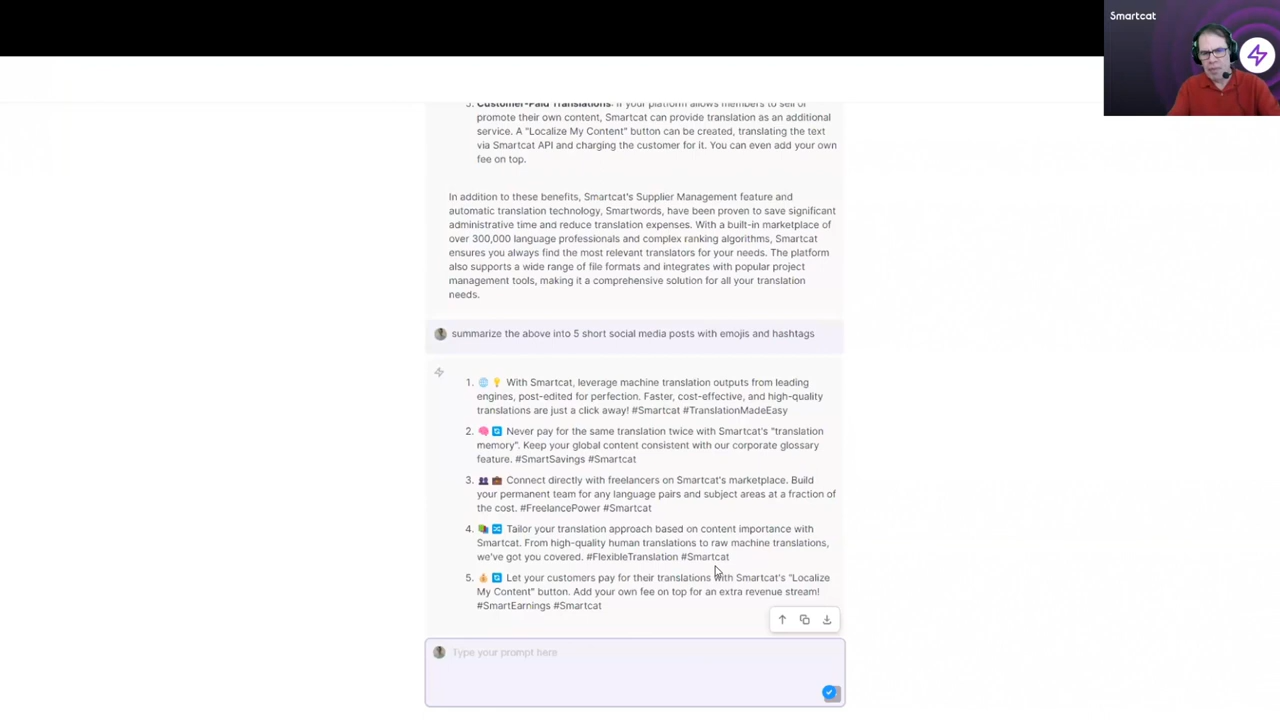 Smartcat
3. Customer-Paid Translations: If your platform allows members to sell or
promote their own content, Smartcat can provide translation as an additional
service. A "Localize My Content" button can be created, translating the text
via Smartcat API and charging the customer for it. You can even add your own
fee on top.
In addition to these benefits, Smartcat's Supplier Management feature and
automatic translation technology, Smartwords, have been proven to save significant
administrative time and reduce translation expenses. With a built-in marketplace of
over 300,000 language professionals and complex ranking algorithms, Smartcat
ensures you always find the most relevant translators for your needs. The platform
also supports a wide range of file formats and integrates with popular project
management tools, making it a comprehensive solution for all your translation
needs.
summarize the above into 5 short social media posts with emojis and hashtags
1. 🌐 💡 With Smartcat, leverage machine translation outputs from leading
engines, post-edited for perfection. Faster, cost-effective, and high-quality
translations are just a click away! #Smartcat #TranslationMadeEasy
2. 🧠 🔄 Never pay for the same translation twice with Smartcat's "translation
memory". Keep your global content consistent with our corporate glossary
feature. #SmartSavings #Smartcat
3. 👥 💼 Connect directly with freelancers on Smartcat's marketplace. Build
your permanent team for any language pairs and subject areas at a fraction of
the cost. #FreelancePower #Smartcat
4. 📚 🔀 Tailor your translation approach based on content importance with
Smartcat. From high-quality human translations to raw machine translations,
we've got you covered. #FlexibleTranslation #Smartcat
5. 💰 🔄 Let your customers pay for their translations with Smartcat's "Localize
My Content" button. Add your own fee on top for an extra revenue stream!
#SmartEarnings #Smartcat
Type your prompt here